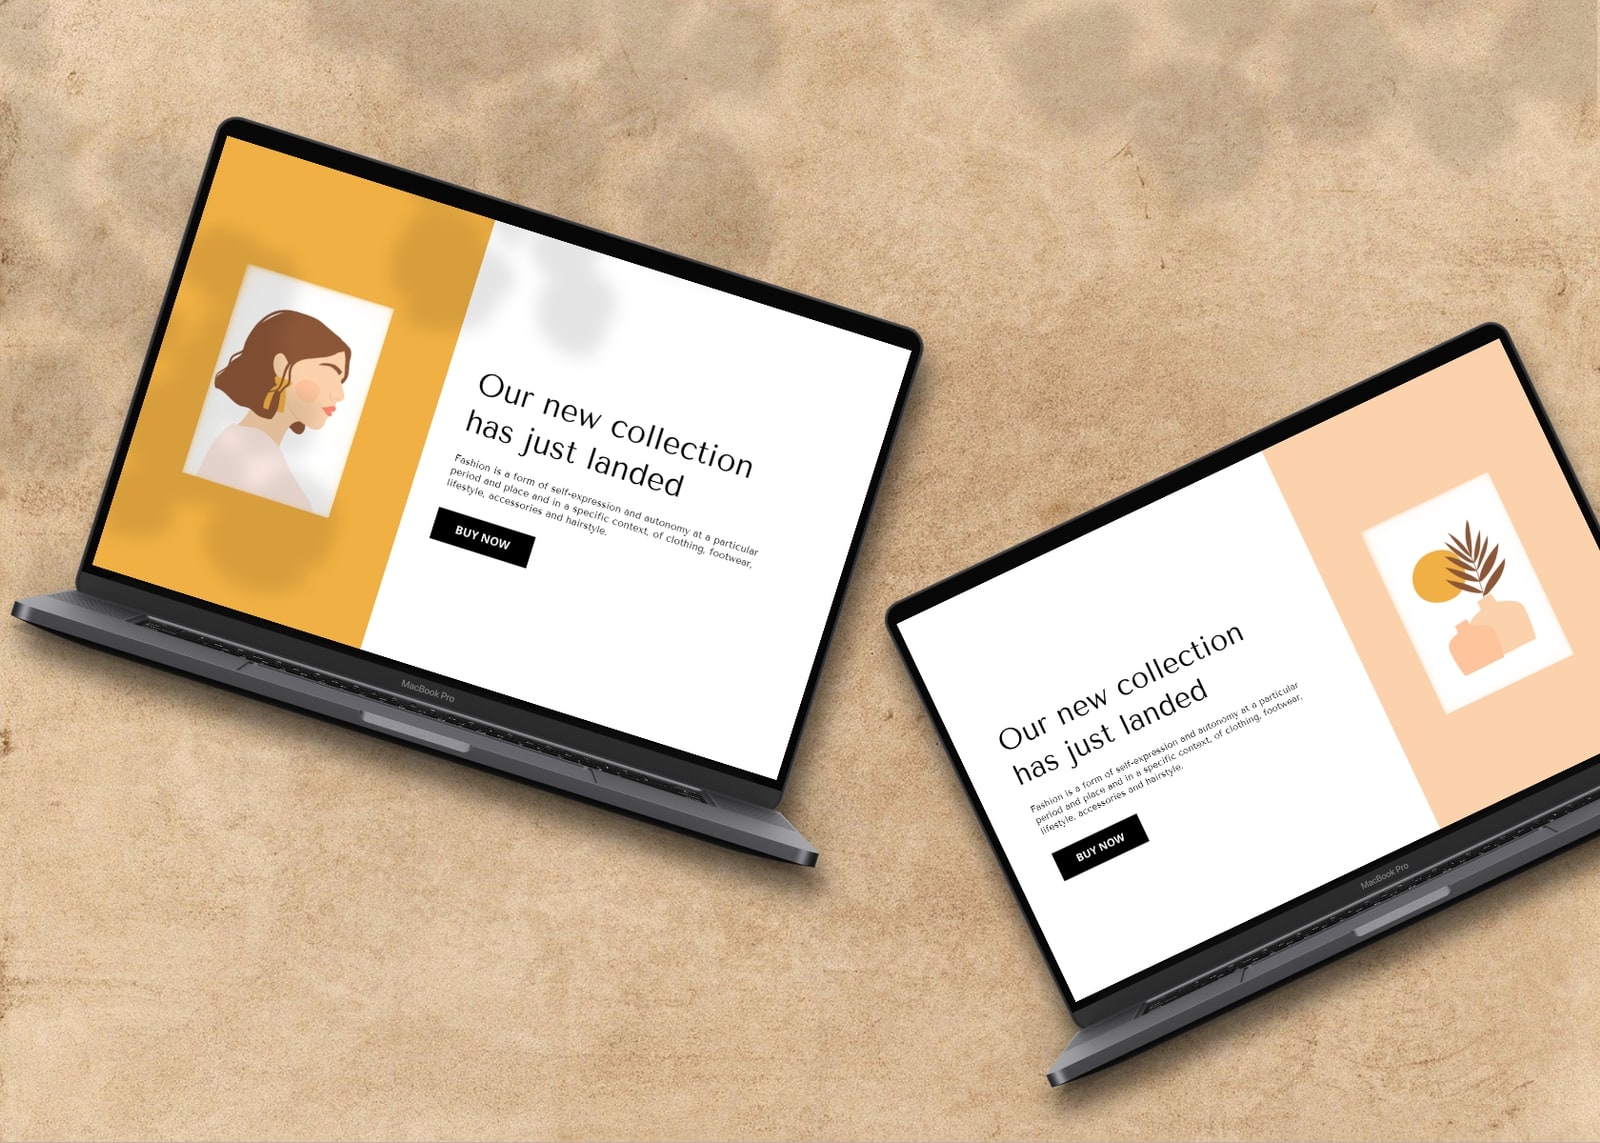 Our new collection
has just landed
Fashion is a form of self-expression and autonomy at a particular
period and place and in a specific context, of clothing, footwear,
lifestyle, accessories and hairstyle.
BUY NOW
MacBook Pro
Our new collection
has just landed
Fashion is a form of self-expression and autonomy at a particular
period and place and in a specific context, of clothing, footwear,
lifestyle, accessories and hairstyle.
BUY NOW
MacBook Pro